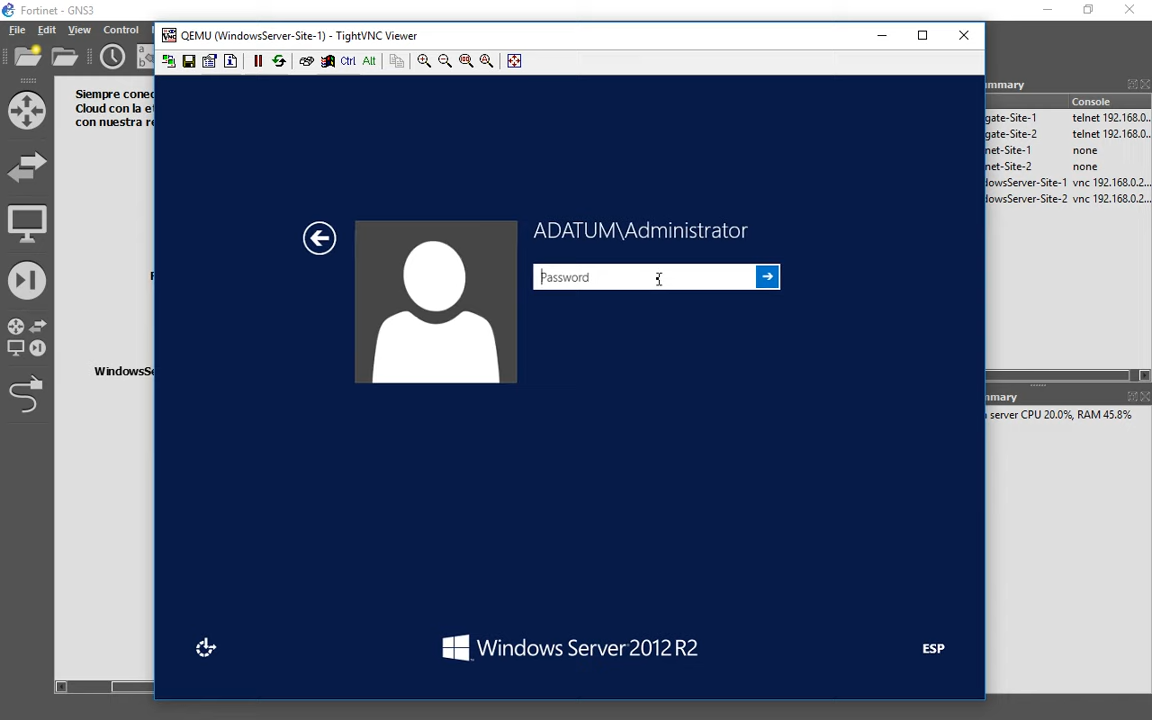 Fortinet - GNS3
File Edit View Control
QEMU (WindowsServer-Site-1) - TightVNC Viewer
Ctrl Alt
Siempre conec
Cloud con la et
con nuestra re
WindowsSe
ADATUM\Administrator
Password
Windows Server 2012 R2
ESP
mmary
Console
gate-Site-1 telnet 192.168.0...
gate-Site-2 telnet 192.168.0...
net-Site-1 none
net-Site-2 none
dowsServer-Site-1 vnc 192.168.0.2...
dowsServer-Site-2 vnc 192.168.0.2...
mmary
server CPU 20.0%, RAM 45.8%